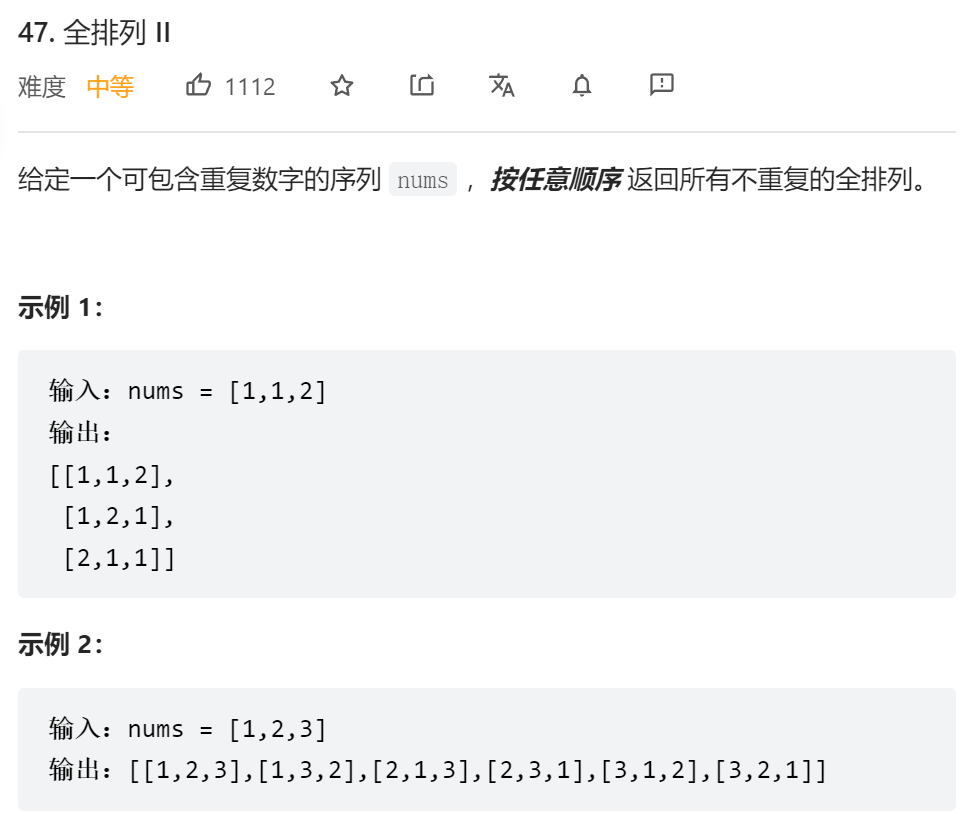 47. 全排列 II
难度 中等 1112
给定一个可包含重复数字的序列 nums ，按任意顺序 返回所有不重复的全排列。
示例 1：
输入：nums = [1,1,2]
输出：
[[1,1,2],
 [1,2,1],
 [2,1,1]]
示例 2：
输入：nums = [1,2,3]
输出：[[1,2,3],[1,3,2],[2,1,3],[2,3,1],[3,1,2],[3,2,1]]